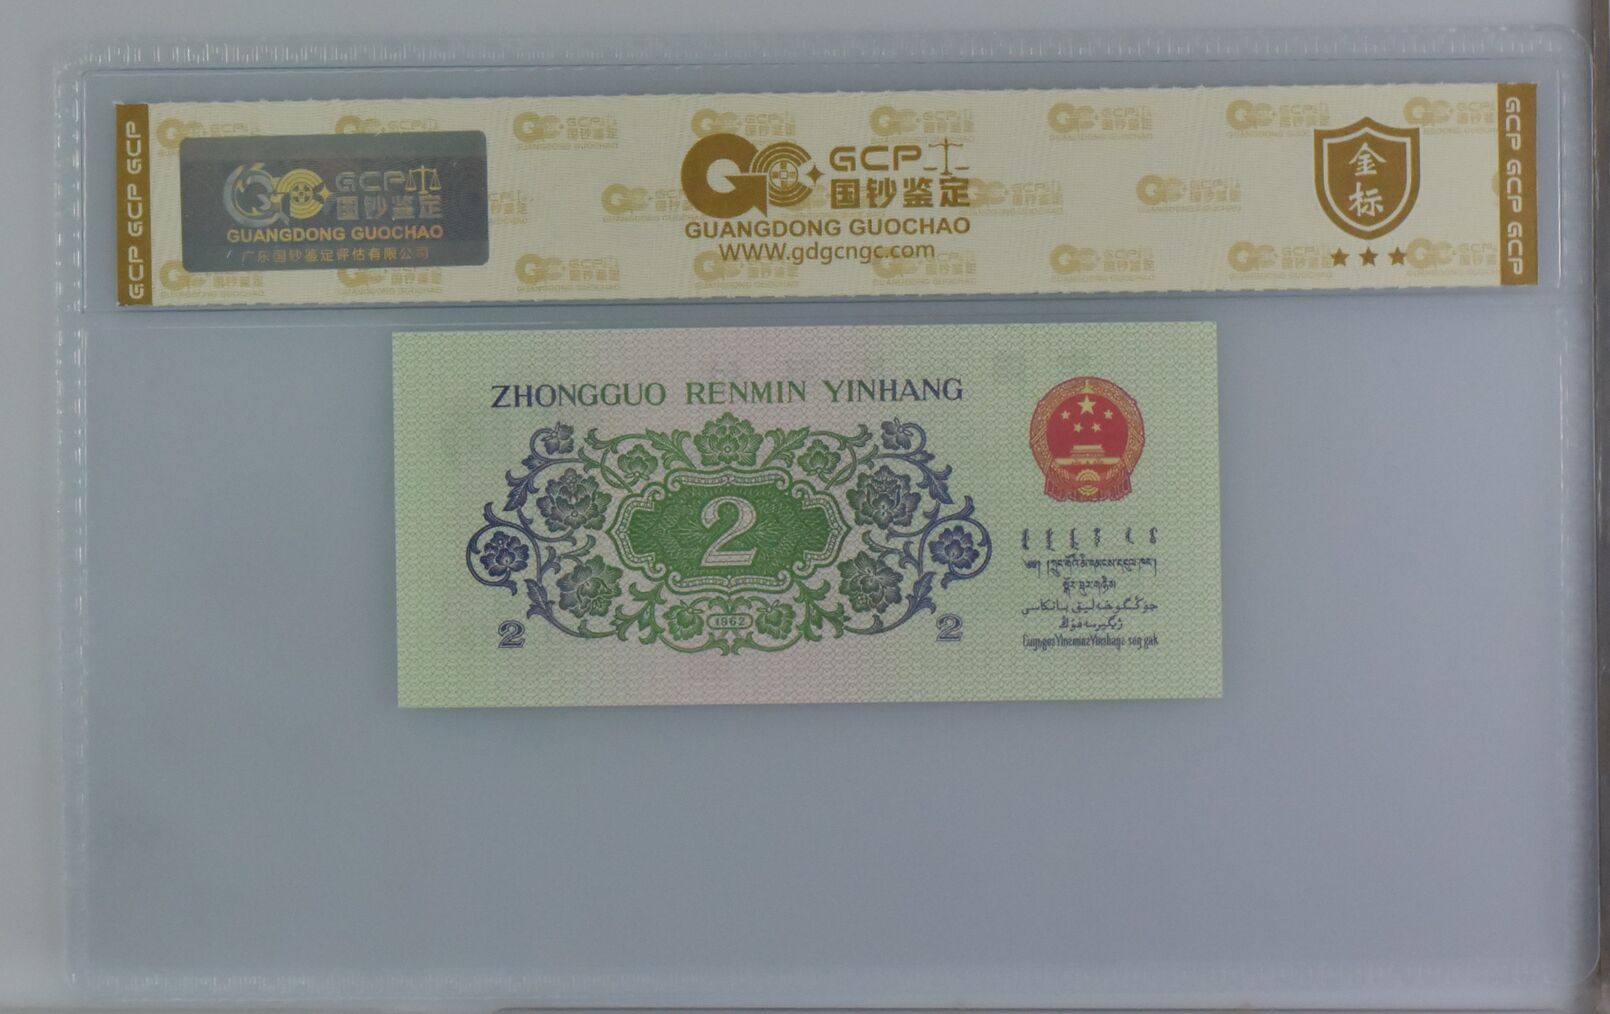 GCP GCP GCP
GCP
国钞鉴定
GUANGDONG GUOCHAO
广东国钞鉴定评估有限公司
GCP
国钞鉴定
GUANGDONG GUOCHAO
WWW.gdgcngc.com
金标
GCP GCP GCP
ZHONGGUO RENMIN YINHANG
2
1962
2
2